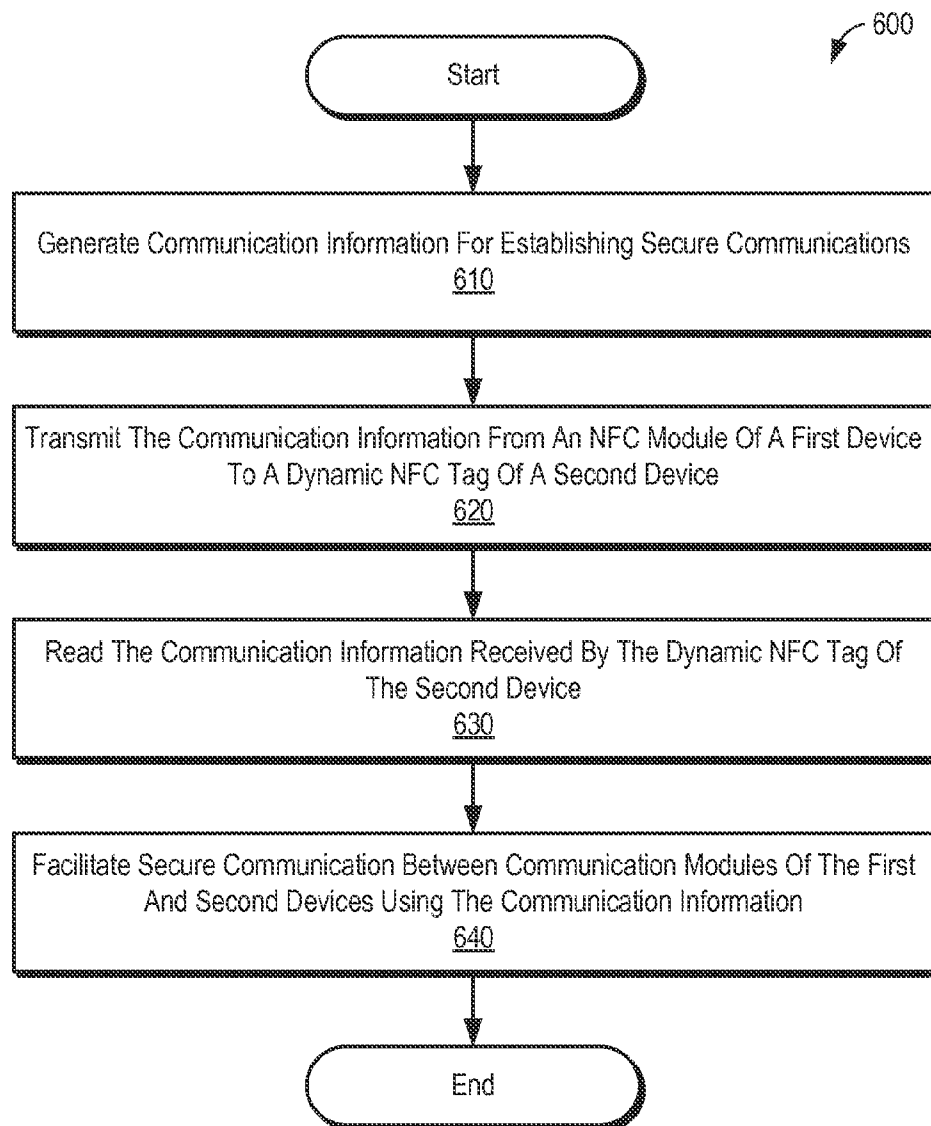 600
Start
Generate Communication Information For Establishing Secure Communications
610
Transmit The Communication Information From An NFC Module Of A First Device
To A Dynamic NFC Tag Of A Second Device
620
Read The Communication Information Received By The Dynamic NFC Tag Of
The Second Device
630
Facilitate Secure Communication Between Communication Modules Of The First
And Second Devices Using The Communication Information
640
End